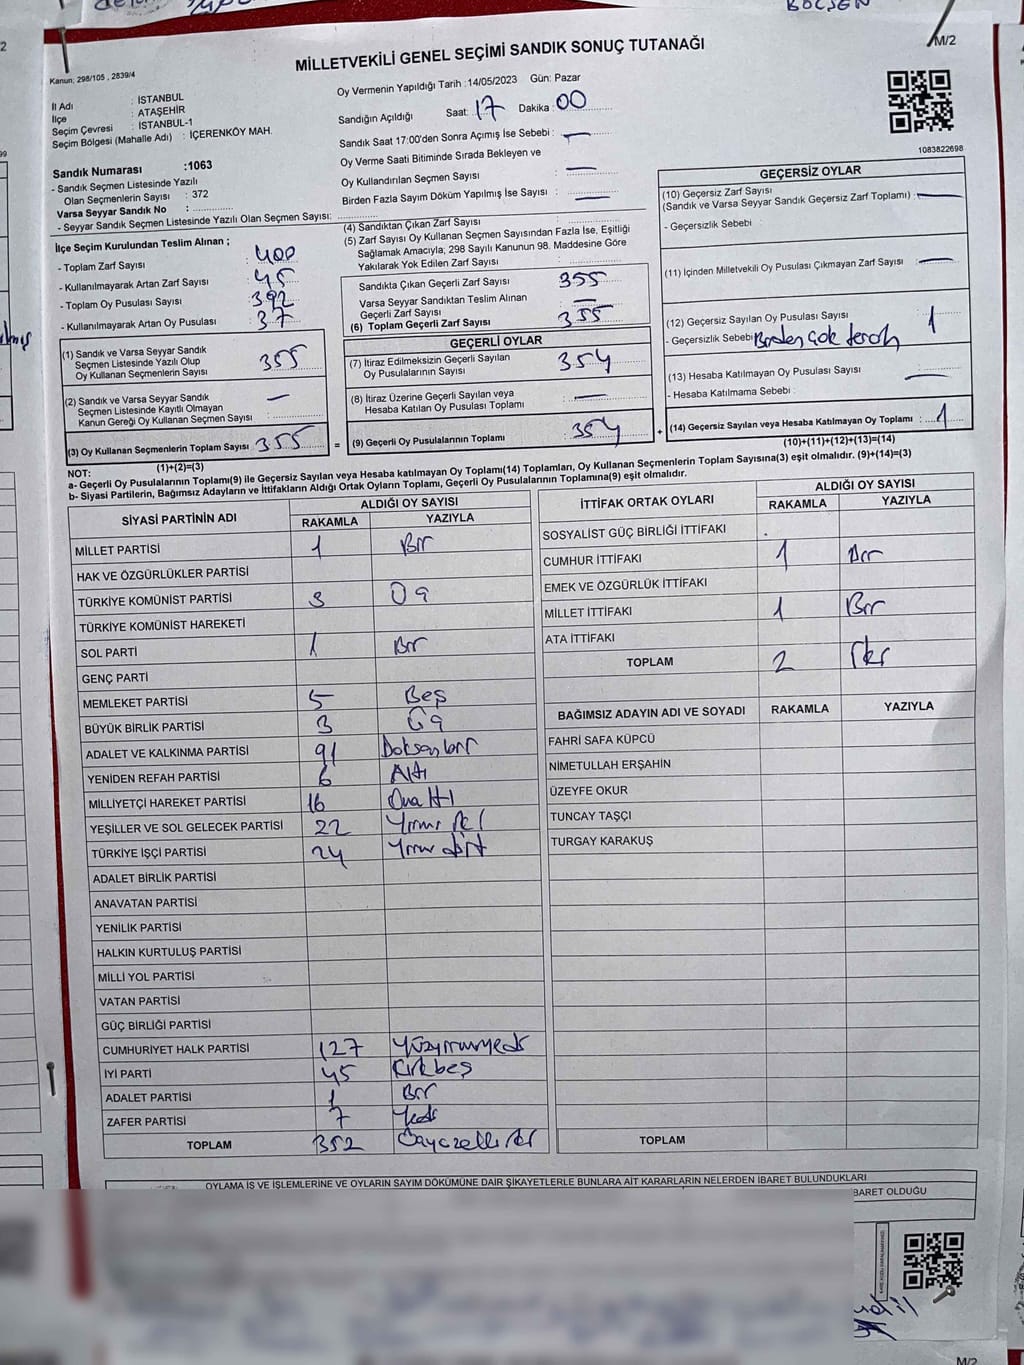 BÖLSEN
M/2
MİLLETVEKİLİ GENEL SEÇİMİ SANDIK SONUÇ TUTANAĞI
Kanun: 298/105 , 2839/4
İl Adı : İSTANBUL
İlçe : ATAŞEHİR
Seçim Çevresi : İSTANBUL-1
Seçim Bölgesi (Mahalle Adı) : İÇERENKÖY MAH.
Oy Vermenin Yapıldığı Tarih : 14/05/2023 Gün: Pazar
Sandığın Açıldığı Saat: 17 Dakika : 00
Sandık Saat 17:00'den Sonra Açımış İse Sebebi : —
Oy Verme Saati Bitiminde Sırada Bekleyen ve
Oy Kullandırılan Seçmen Sayısı : —
Birden Fazla Sayım Döküm Yapılmış İse Sayısı : —
1083822698
Sandık Numarası :1063
- Sandık Seçmen Listesinde Yazılı
Olan Seçmenlerin Sayısı : 372
Varsa Seyyar Sandık No :
- Seyyar Sandık Seçmen Listesinde Yazılı Olan Seçmen Sayısı:
İlçe Seçim Kurulundan Teslim Alınan ;
- Toplam Zarf Sayısı : 400
- Kullanılmayarak Artan Zarf Sayısı : 45
- Toplam Oy Pusulası Sayısı : 392
- Kullanılmayarak Artan Oy Pusulası : 37
(4) Sandıktan Çıkan Zarf Sayısı :
(5) Zarf Sayısı Oy Kullanan Seçmen Sayısından Fazla İse, Eşitliği
Sağlamak Amacıyla; 298 Sayılı Kanunun 98. Maddesine Göre
Yakılarak Yok Edilen Zarf Sayısı :
Sandıkta Çıkan Geçerli Zarf Sayısı : 355
Varsa Seyyar Sandıktan Teslim Alınan
Geçerli Zarf Sayısı : —
(6) Toplam Geçerli Zarf Sayısı : 355
GEÇERSİZ OYLAR
(10) Geçersiz Zarf Sayısı
(Sandık ve Varsa Seyyar Sandık Geçersiz Zarf Toplamı) : —
- Geçersizlik Sebebi :
(11) İçinden Milletvekili Oy Pusulası Çıkmayan Zarf Sayısı : —
(12) Geçersiz Sayılan Oy Pusulası Sayısı : 1
- Geçersizlik Sebebi : Birden çok tercih
(13) Hesaba Katılmayan Oy Pusulası Sayısı : —
- Hesaba Katılmama Sebebi :
(14) Geçersiz Sayılan veya Hesaba Katılmayan Oy Toplamı : 1
(10)+(11)+(12)+(13)=(14)
(1) Sandık ve Varsa Seyyar Sandık
Seçmen Listesinde Yazılı Olup
Oy Kullanan Seçmenlerin Sayısı : 355
(2) Sandık ve Varsa Seyyar Sandık
Seçmen Listesinde Kayıtlı Olmayan
Kanun Gereği Oy Kullanan Seçmen Sayısı : —
(3) Oy Kullanan Seçmenlerin Toplam Sayısı : 355
(1)+(2)=(3)
=
GEÇERLİ OYLAR
(7) İtiraz Edilmeksizin Geçerli Sayılan
Oy Pusulalarının Sayısı : 354
(8) İtiraz Üzerine Geçerli Sayılan veya
Hesaba Katılan Oy Pusulası Toplamı : —
(9) Geçerli Oy Pusulalarının Toplamı : 354
+
NOT:
a- Geçerli Oy Pusulalarının Toplamı(9) ile Geçersiz Sayılan veya Hesaba katılmayan Oy Toplamı(14) Toplamları, Oy Kullanan Seçmenlerin Toplam Sayısına(3) eşit olmalıdır. (9)+(14)=(3)
b- Siyasi Partilerin, Bağımsız Adayların ve İttifakların Aldığı Ortak Oyların Toplamı, Geçerli Oy Pusulalarının Toplamına(9) eşit olmalıdır.
SİYASİ PARTİNİN ADI ALDIĞI OY SAYISI
RAKAMLA YAZIYLA
MİLLET PARTİSİ 1 Bir
HAK VE ÖZGÜRLÜKLER PARTİSİ
TÜRKİYE KOMÜNİST PARTİSİ 3 Üç
TÜRKİYE KOMÜNİST HAREKETİ
SOL PARTİ 1 Bir
GENÇ PARTİ
MEMLEKET PARTİSİ 5 Beş
BÜYÜK BİRLİK PARTİSİ 3 Üç
ADALET VE KALKINMA PARTİSİ 91 Doksanbir
YENİDEN REFAH PARTİSİ 6 Altı
MİLLİYETÇİ HAREKET PARTİSİ 16 Onaltı
YEŞİLLER VE SOL GELECEK PARTİSİ 22 Yirmi iki
TÜRKİYE İŞÇİ PARTİSİ 24 Yirmi dört
ADALET BİRLİK PARTİSİ
ANAVATAN PARTİSİ
YENİLİK PARTİSİ
HALKIN KURTULUŞ PARTİSİ
MİLLİ YOL PARTİSİ
VATAN PARTİSİ
GÜÇ BİRLİĞİ PARTİSİ
CUMHURİYET HALK PARTİSİ 127 Yüzyirmiyedi
İYİ PARTİ 45 Kırkbeş
ADALET PARTİSİ 1 Bir
ZAFER PARTİSİ 7 Yedi
TOPLAM 352 Üçyüzelli iki
İTTİFAK ORTAK OYLARI ALDIĞI OY SAYISI
RAKAMLA YAZIYLA
SOSYALİST GÜÇ BİRLİĞİ İTTİFAKI
CUMHUR İTTİFAKI 1 Bir
EMEK VE ÖZGÜRLÜK İTTİFAKI
MİLLET İTTİFAKI 1 Bir
ATA İTTİFAKI
TOPLAM 2 İki
BAĞIMSIZ ADAYIN ADI VE SOYADI RAKAMLA YAZIYLA
FAHRİ SAFA KÜPCÜ
NİMETULLAH ERŞAHİN
ÜZEYFE OKUR
TUNCAY TAŞÇI
TURGAY KARAKUŞ
TOPLAM
OYLAMA İŞ VE İŞLEMLERİNE VE OYLARIN SAYIM DÖKÜMÜNE DAİR ŞİKAYETLERLE BUNLARA AİT KARARLARIN NELERDEN İBARET BULUNDUKLARI
BARET OLDUĞU
M/2